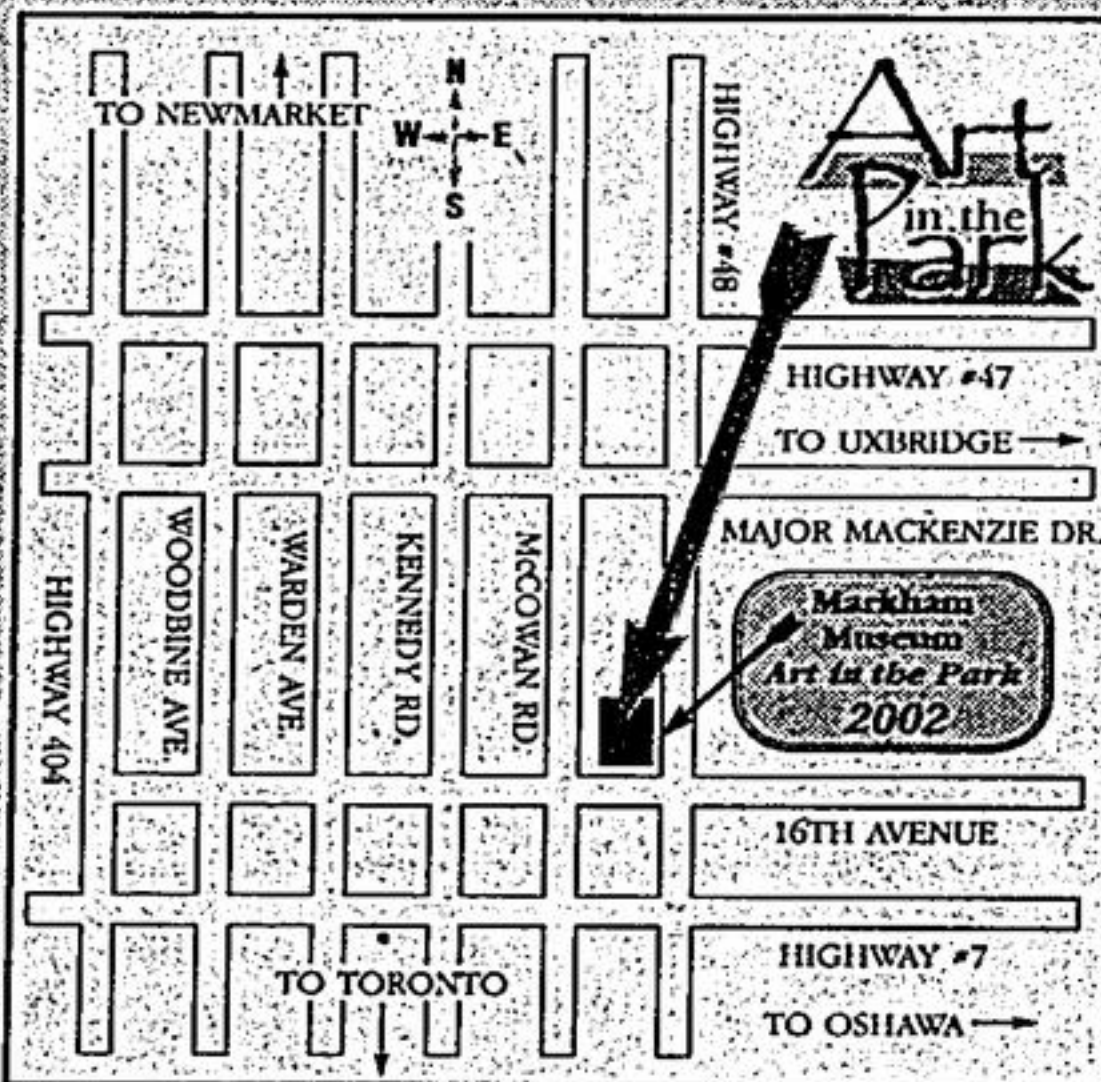 TO NEWMARKET
N
W E
S
HIGHWAY #48
Art
in the
Park
HIGHWAY #47
TO UXBRIDGE
MAJOR MACKENZIE DR.
HIGHWAY 404
WOODBINE AVE.
WARDEN AVE.
KENNEDY RD.
McCOWAN RD.
Markham
Museum
Art in the Park
2002
16TH AVENUE
HIGHWAY #7
TO TORONTO
TO OSHAWA